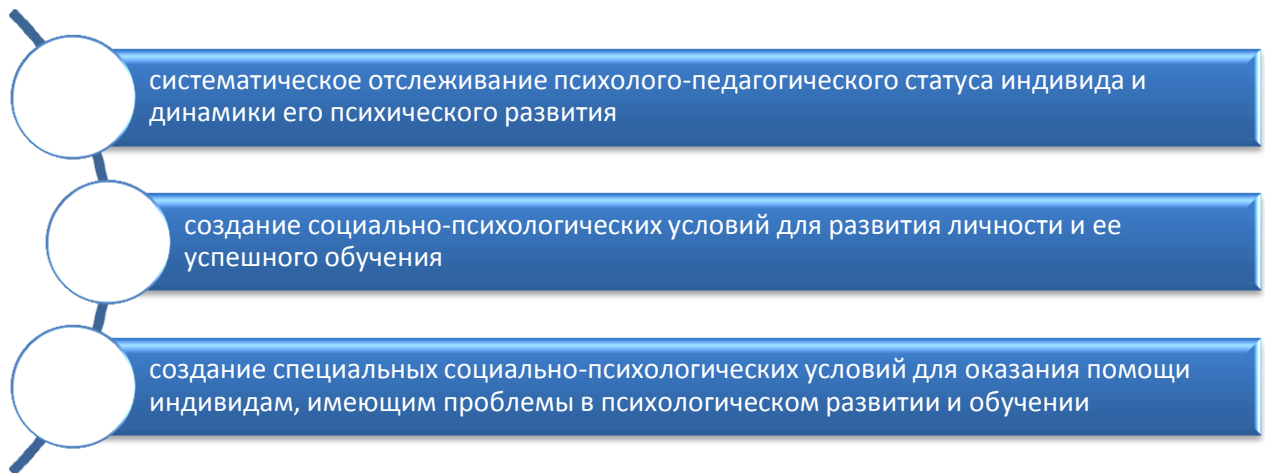 систематическое отслеживание психолого-педагогического статуса индивида и
динамики его психического развития
создание социально-психологических условий для развития личности и ее
успешного обучения
создание специальных социально-психологических условий для оказания помощи
индивидам, имеющим проблемы в психологическом развитии и обучении